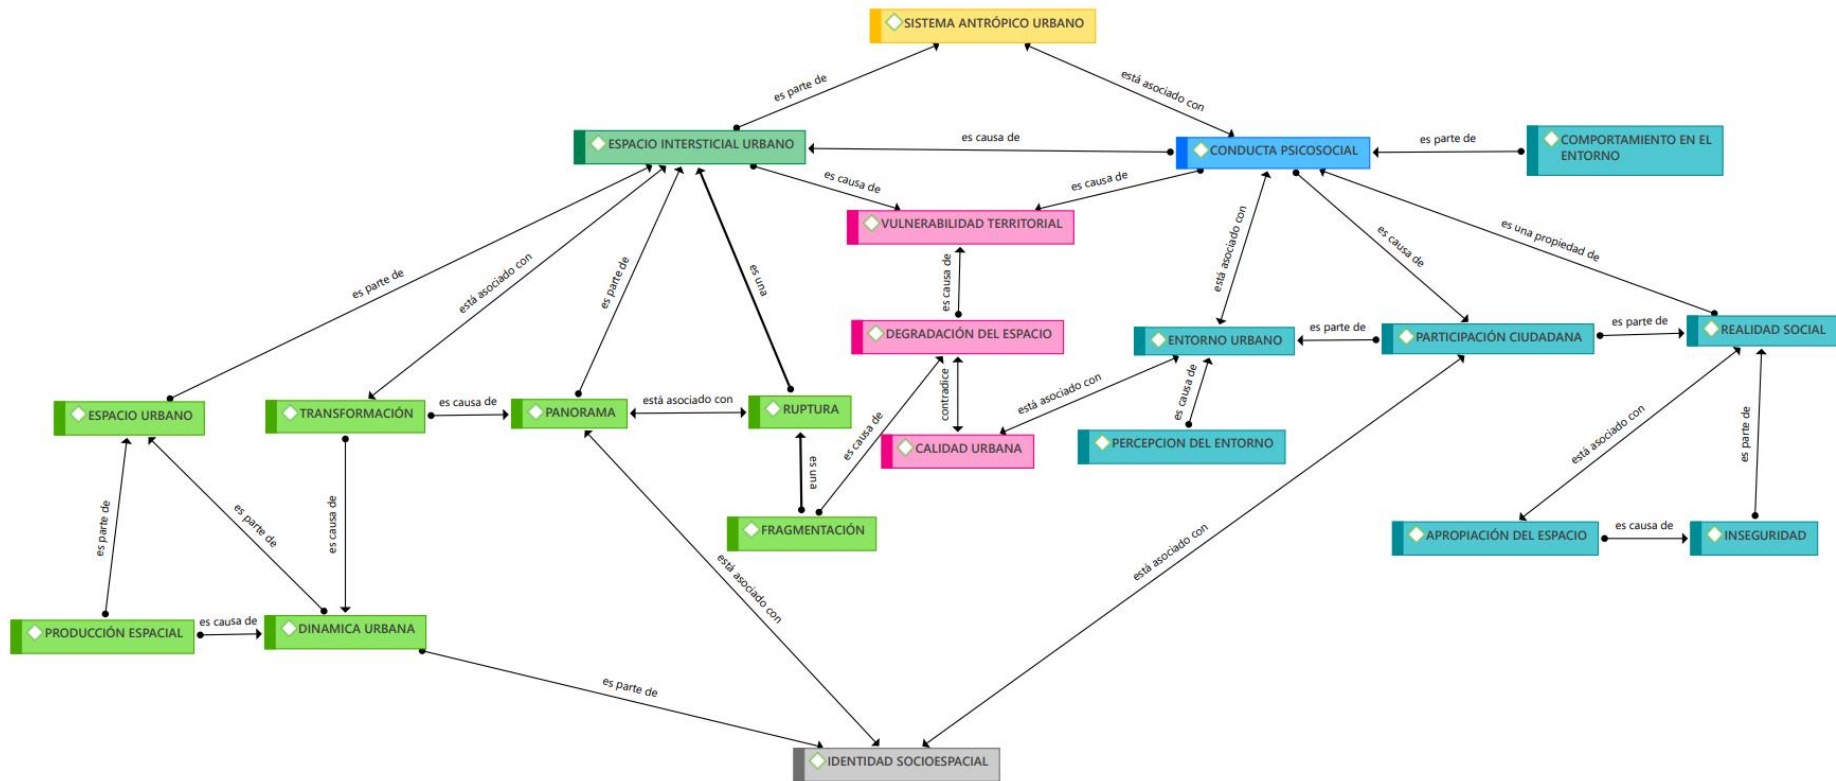 SISTEMA ANTRÓPICO URBANO
es parte de
está asociado con
ESPACIO INTERSTICIAL URBANO
es causa de
CONDUCTA PSICOSOCIAL
es parte de
COMPORTAMIENTO EN EL
ENTORNO
es causa de
es causa de
VULNERABILIDAD TERRITORIAL
es parte de
está asociado con
es parte de
es una
es causa de
está asociado con
es causa de
es una propiedad de
DEGRADACIÓN DEL ESPACIO
ENTORNO URBANO
es parte de
PARTICIPACIÓN CIUDADANA
es parte de
REALIDAD SOCIAL
ESPACIO URBANO
TRANSFORMACIÓN
es causa de
PANORAMA
está asociado con
RUPTURA
es causa de
contradice
está asociado con
es causa de
CALIDAD URBANA
PERCEPCION DEL ENTORNO
está asociado con
es parte de
es parte de
es parte de
es causa de
es una
FRAGMENTACIÓN
está asociado con
está asociado con
APROPIACIÓN DEL ESPACIO
es causa de
INSEGURIDAD
PRODUCCIÓN ESPACIAL
es causa de
DINAMICA URBANA
es parte de
IDENTIDAD SOCIOESPACIAL